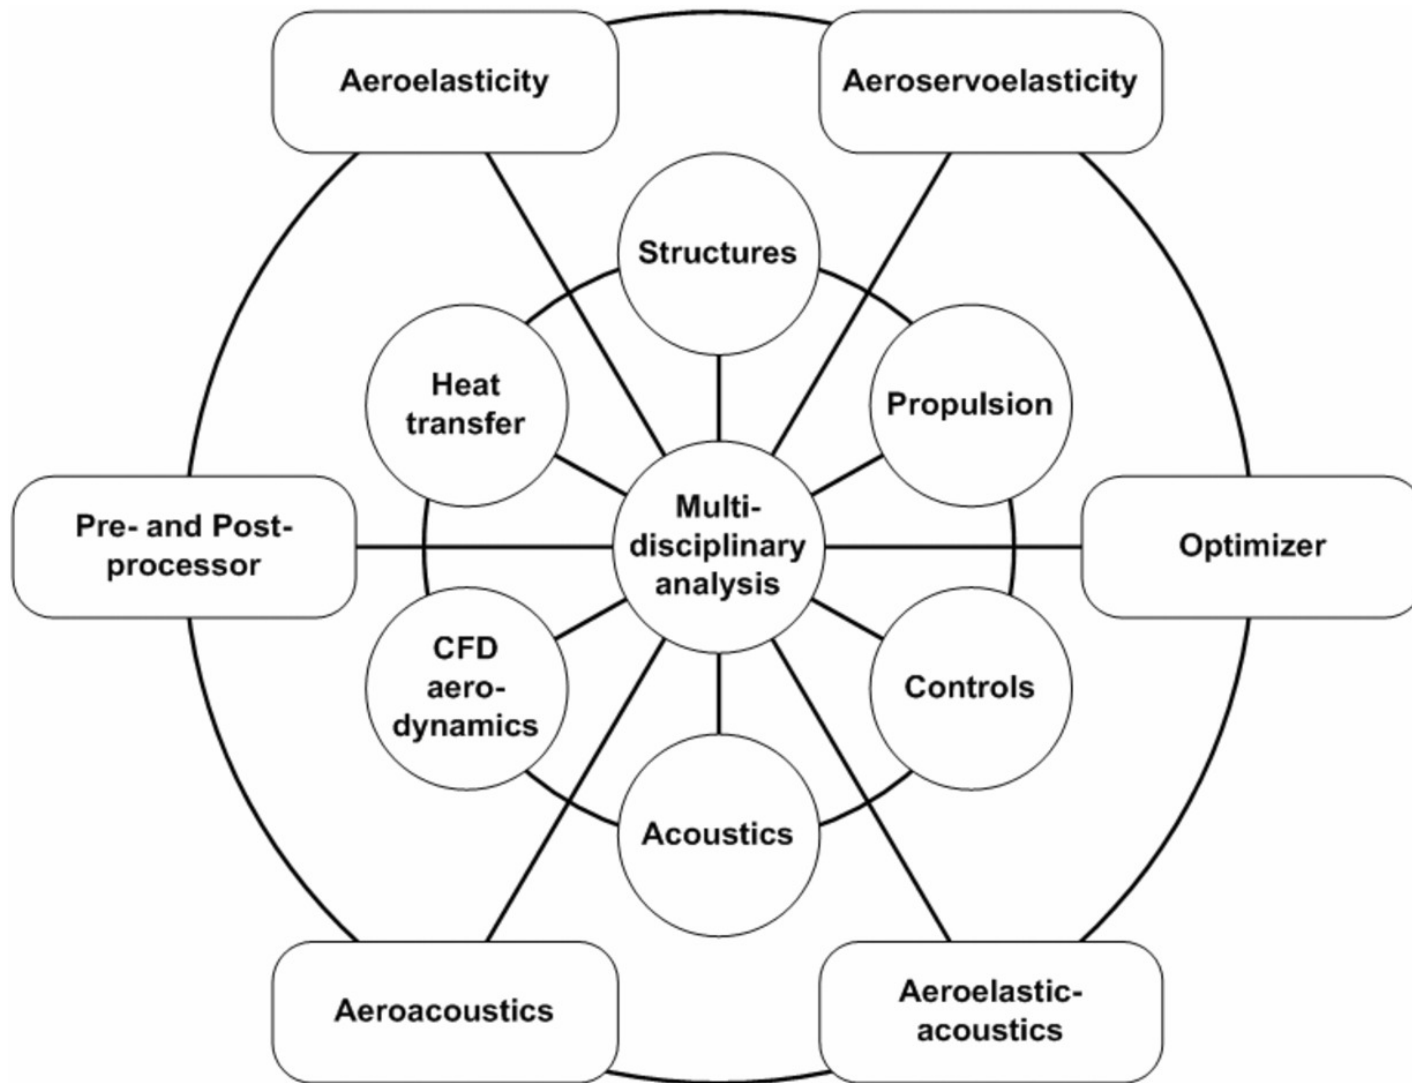 Aeroelasticity
Aeroservoelasticity
Structures
Heat
transfer
Propulsion
Multi-
disciplinary
analysis
Pre- and Post-
processor
Optimizer
CFD
aero-
dynamics
Controls
Acoustics
Aeroacoustics
Aeroelastic-
acoustics